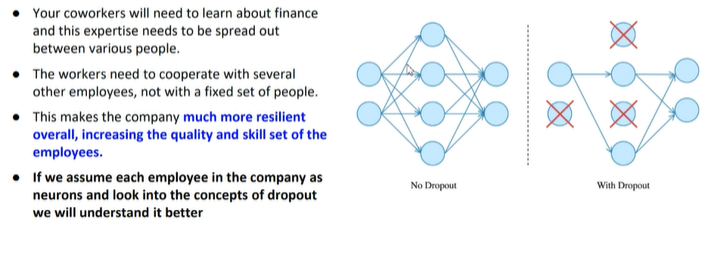 • Your coworkers will need to learn about finance
and this expertise needs to be spread out
between various people.
• The workers need to cooperate with several
other employees, not with a fixed set of people.
• This makes the company much more resilient
overall, increasing the quality and skill set of the
employees.
• If we assume each employee in the company as
neurons and look into the concepts of dropout
we will understand it better
No Dropout
With Dropout